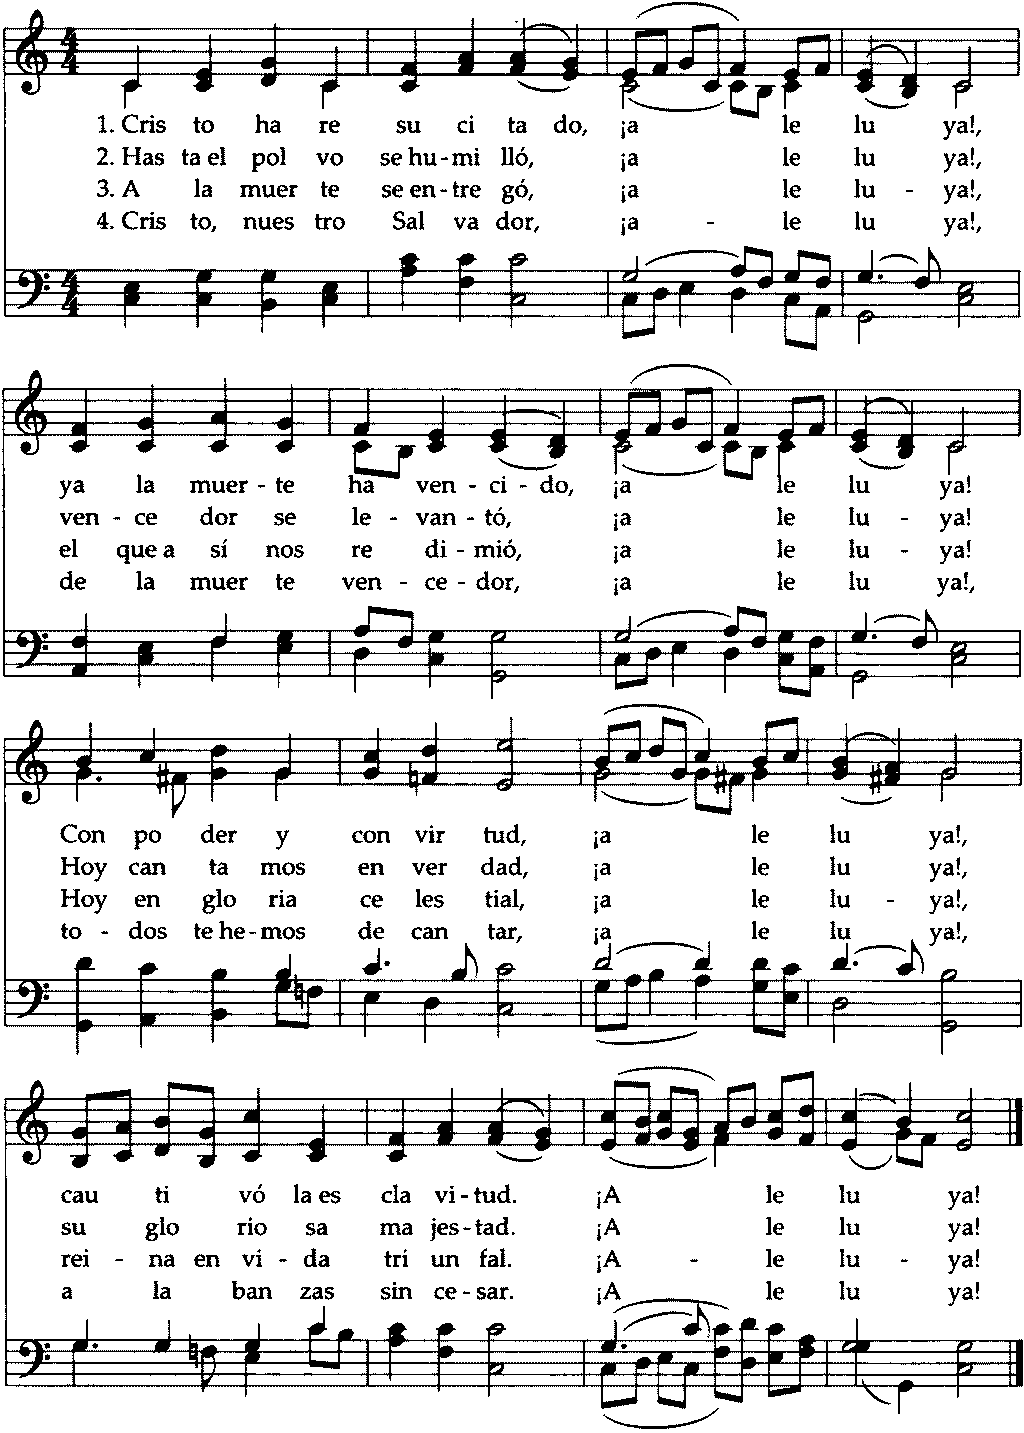 1. Cris to ha re su ci ta do, ¡a le lu ya!,
2. Has ta el pol vo se hu-mi lló, ¡a le lu ya!,
3. A la muer te se en-tre gó, ¡a le lu - ya!,
4. Cris to, nues tro Sal va dor, ¡a - le lu ya!,
ya la muer-te ha ven-ci-do, ¡a le lu ya!
ven-ce dor se le-van-tó, ¡a le lu - ya!
el que a sí nos re di-mió, ¡a le lu - ya!
de la muer te ven-ce-dor, ¡a le lu ya!,
Con po der y con vir tud, ¡a le lu ya!,
Hoy can ta mos en ver dad, ¡a le lu ya!,
Hoy en glo ria ce les tial, ¡a le lu - ya!,
to-dos te he-mos de can tar, ¡a le lu ya!,
cau ti vó la es cla vi-tud. ¡A le lu ya!
su glo rio sa ma jes-tad. ¡A le lu ya!
rei-na en vi-da tri un fal. ¡A - le lu - ya!
a la ban zas sin ce-sar. ¡A le lu ya!